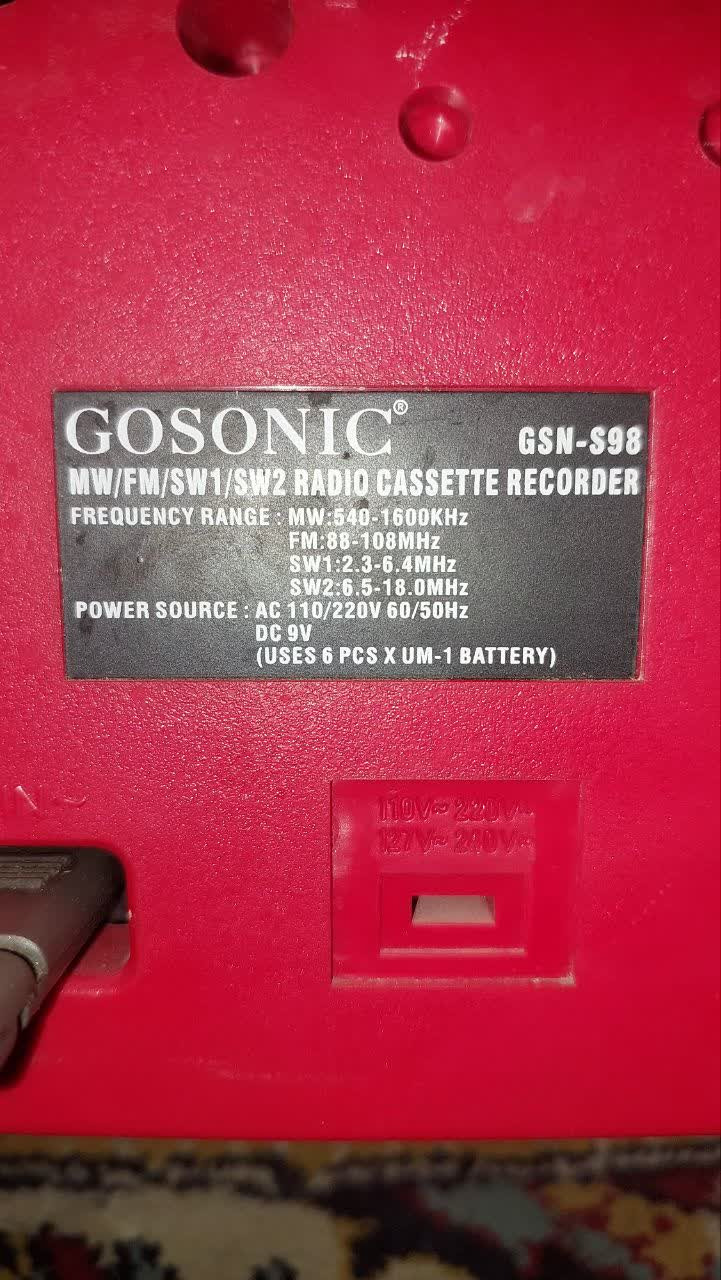 GOSONIC® GSN-S98
MW/FM/SW1/SW2 RADIO CASSETTE RECORDER
FREQUENCY RANGE : MW:540-1600KHz
FM:88-108MHz
SW1:2.3-6.4MHz
SW2:6.5-18.0MHz
POWER SOURCE : AC 110/220V 60/50Hz
DC 9V
(USES 6 PCS X UM-1 BATTERY)
IN ~
110V~ 220V~
127V~ 240V~